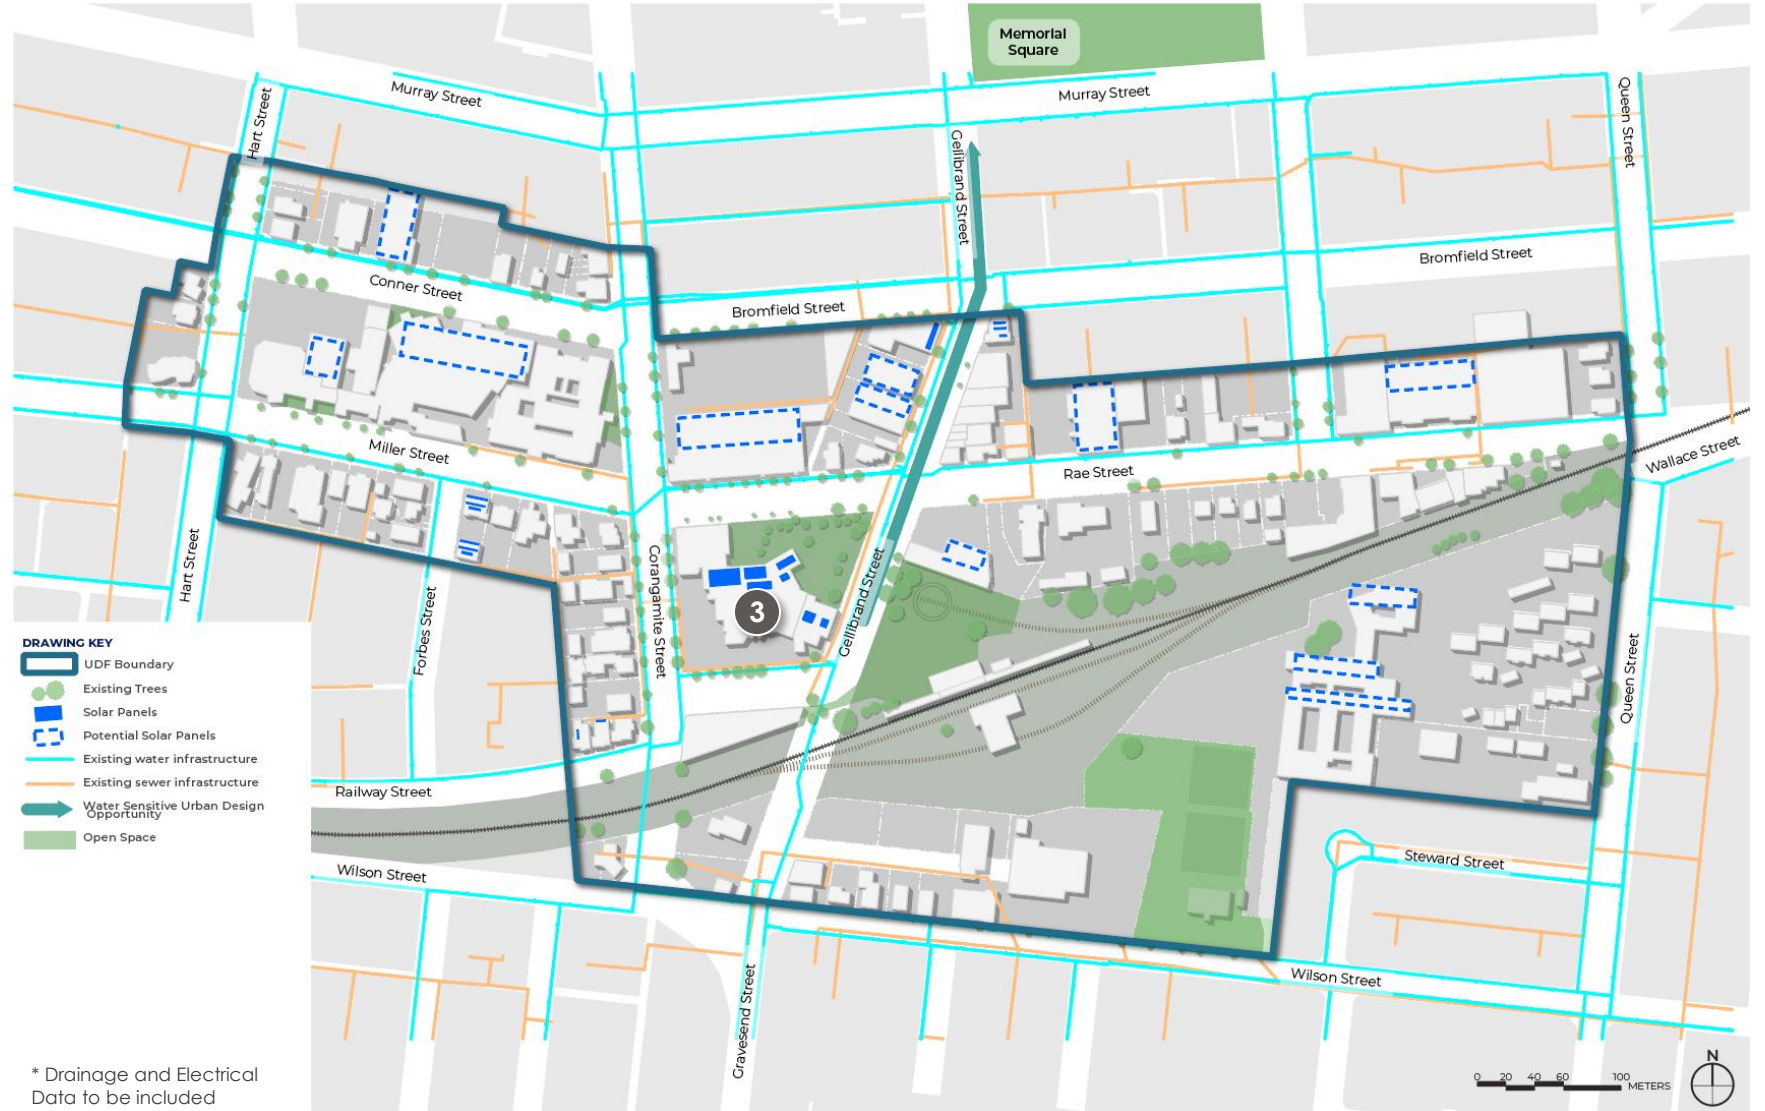 Memorial
Square
Murray Street
Murray Street
Hart Street
Gellibrand Street
Queen Street
Bromfield Street
Conner Street
Bromfield Street
Miller Street
Rae Street
Wallace Street
Hart Street
Forbes Street
Corangamite Street
Gellibrand Street
3
Queen Street
DRAWING KEY
UDF Boundary
Existing Trees
Solar Panels
Potential Solar Panels
Existing water infrastructure
Existing sewer infrastructure
Water Sensitive Urban Design
Opportunity
Open Space
Railway Street
Wilson Street
Steward Street
Wilson Street
Gravesend Street
* Drainage and Electrical
Data to be included
N
0 20 40 60 100 METERS